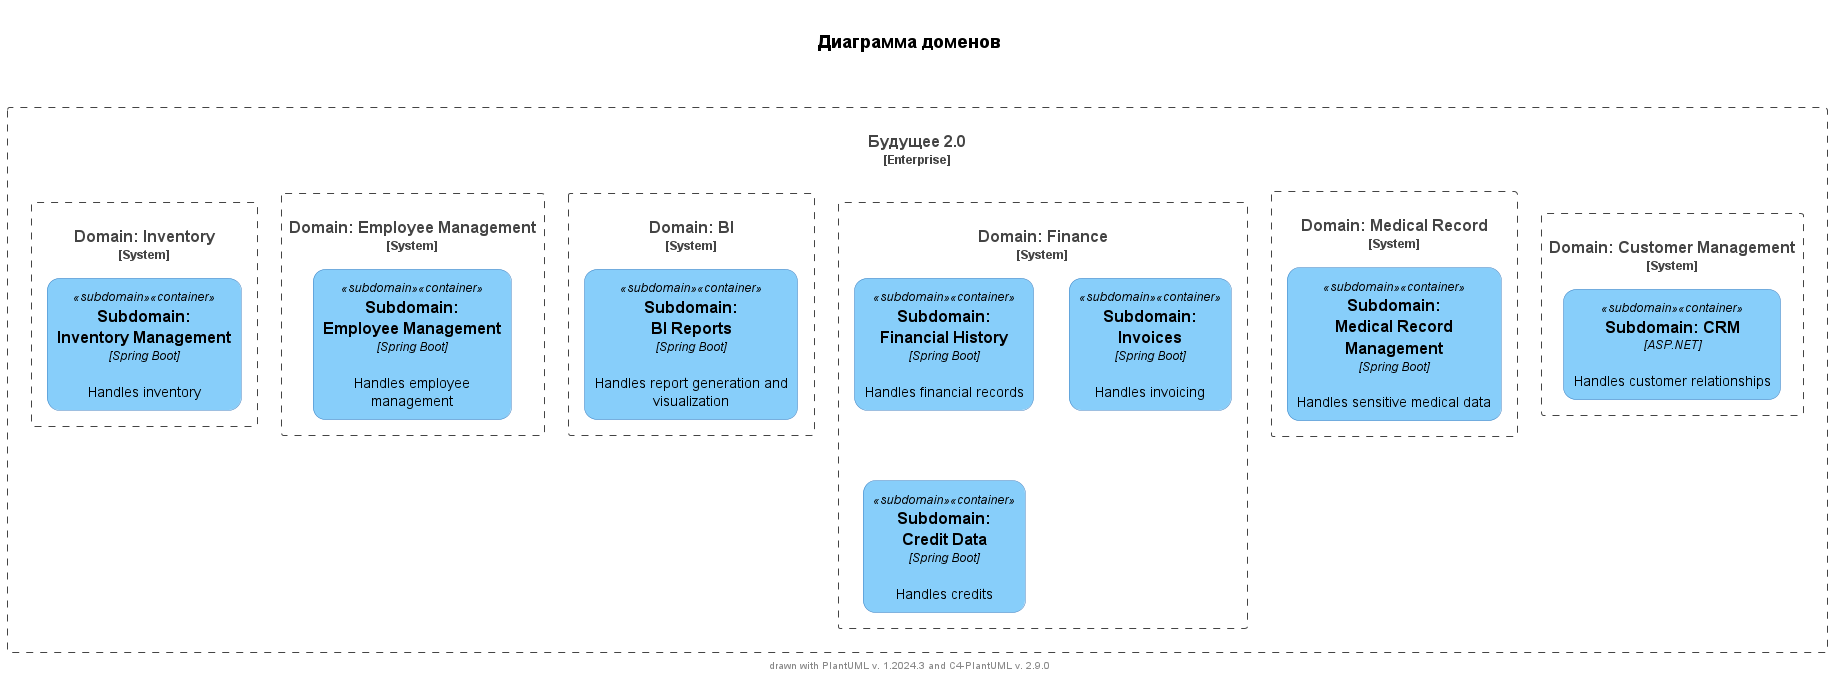 Диаграмма доменов
Будущее 2.0
[Enterprise]
Domain: Inventory
[System]
«subdomain»«container»
Subdomain:
Inventory Management
[Spring Boot]
Handles inventory
Domain: Employee Management
[System]
«subdomain»«container»
Subdomain:
Employee Management
[Spring Boot]
Handles employee
management
Domain: BI
[System]
«subdomain»«container»
Subdomain:
BI Reports
[Spring Boot]
Handles report generation and
visualization
Domain: Finance
[System]
«subdomain»«container»
Subdomain:
Financial History
[Spring Boot]
Handles financial records
«subdomain»«container»
Subdomain:
Invoices
[Spring Boot]
Handles invoicing
«subdomain»«container»
Subdomain:
Credit Data
[Spring Boot]
Handles credits
Domain: Medical Record
[System]
«subdomain»«container»
Subdomain:
Medical Record
Management
[Spring Boot]
Handles sensitive medical data
Domain: Customer Management
[System]
«subdomain»«container»
Subdomain: CRM
[ASP.NET]
Handles customer relationships
drawn with PlantUML v. 1.2024.3 and C4-PlantUML v. 2.9.0